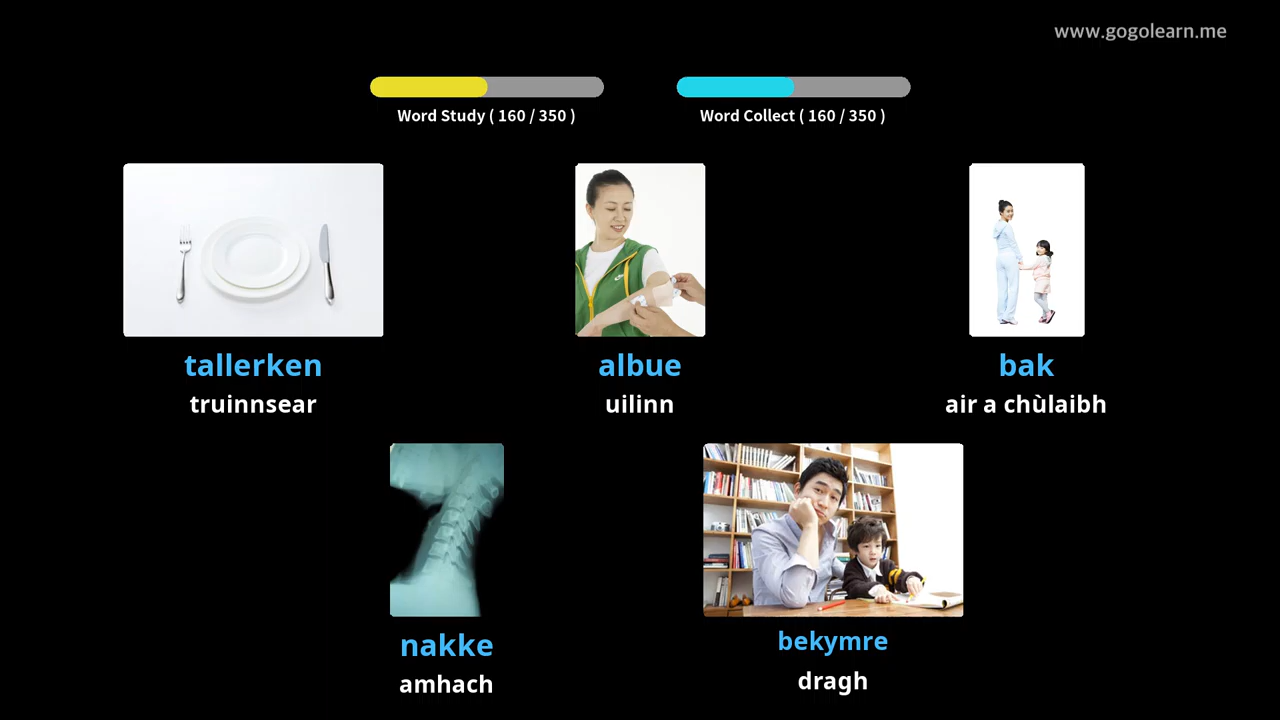 www.gogolearn.me
Word Study ( 160 / 350 )
Word Collect ( 160 / 350 )
tallerken
truinnsear
albue
uilinn
bak
air a chùlaibh
nakke
amhach
bekymre
dragh